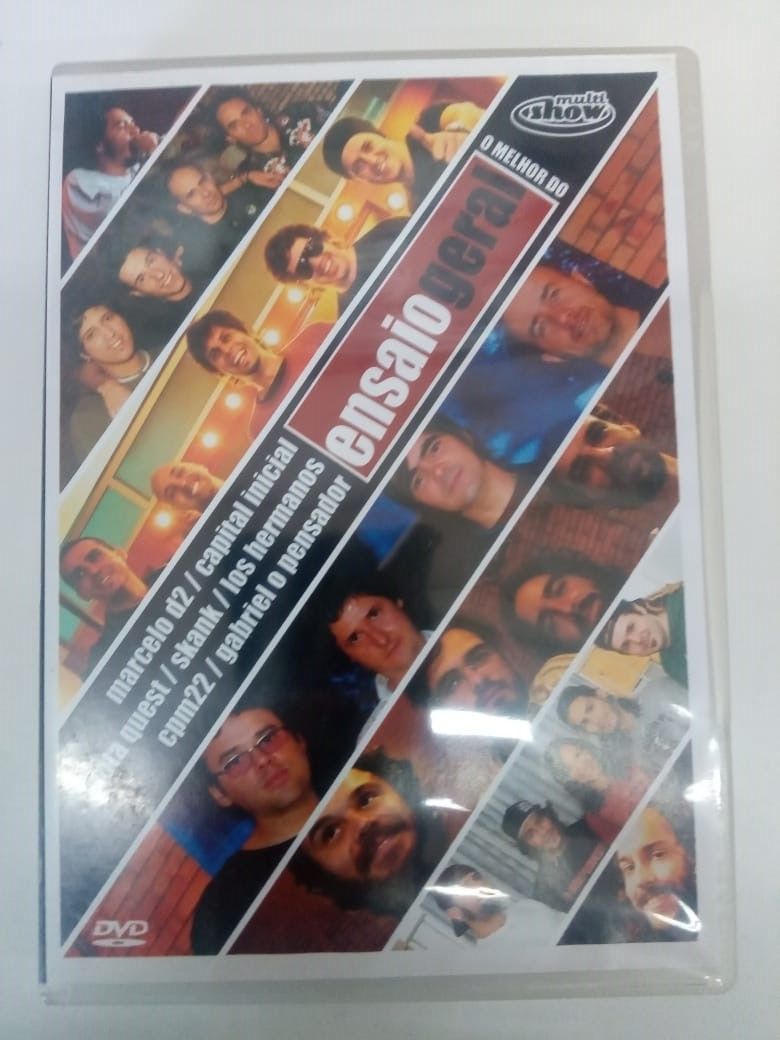 multi
show
O MELHOR DO
ensaio geral
marcelo d2 / capital inicial
quest / skank / los hermanos
cpm22 / gabriel o pensador
DVD